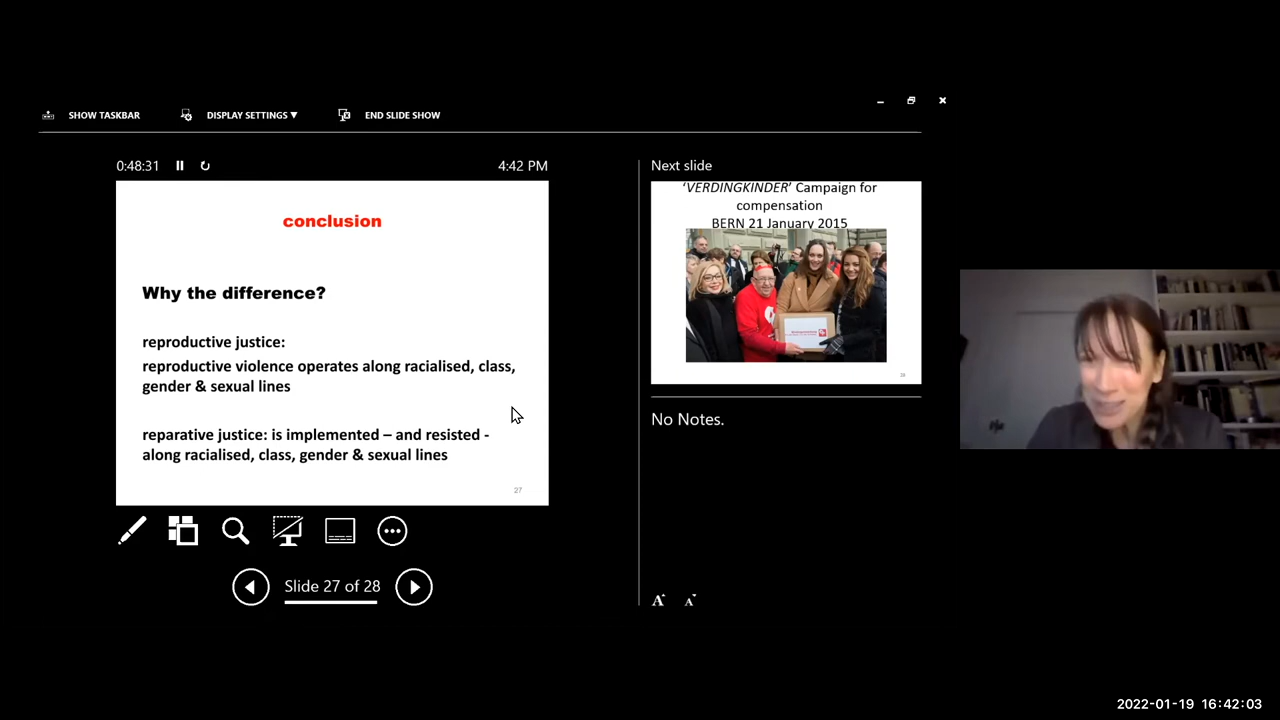 SHOW TASKBAR
DISPLAY SETTINGS ▼
END SLIDE SHOW
0:48:31
4:42 PM
conclusion
Why the difference?
reproductive justice:
reproductive violence operates along racialised, class,
gender & sexual lines
reparative justice: is implemented – and resisted -
along racialised, class, gender & sexual lines
27
Slide 27 of 28
Next slide
‘VERDINGKINDER’ Campaign for
compensation
BERN 21 January 2015
28
No Notes.
A A
2022-01-19 16:42:03